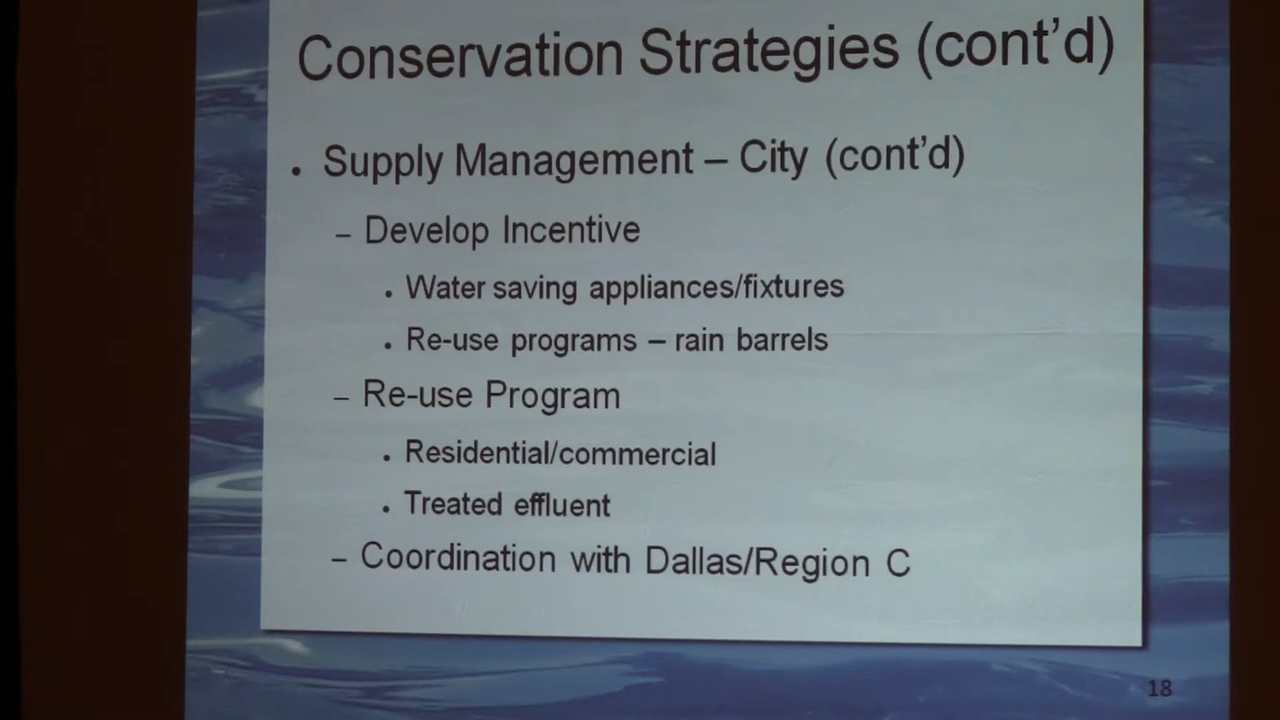 Conservation Strategies (cont'd)
. Supply Management – City (cont'd)
– Develop Incentive
. Water saving appliances/fixtures
. Re-use programs – rain barrels
– Re-use Program
. Residential/commercial
. Treated effluent
– Coordination with Dallas/Region C
18